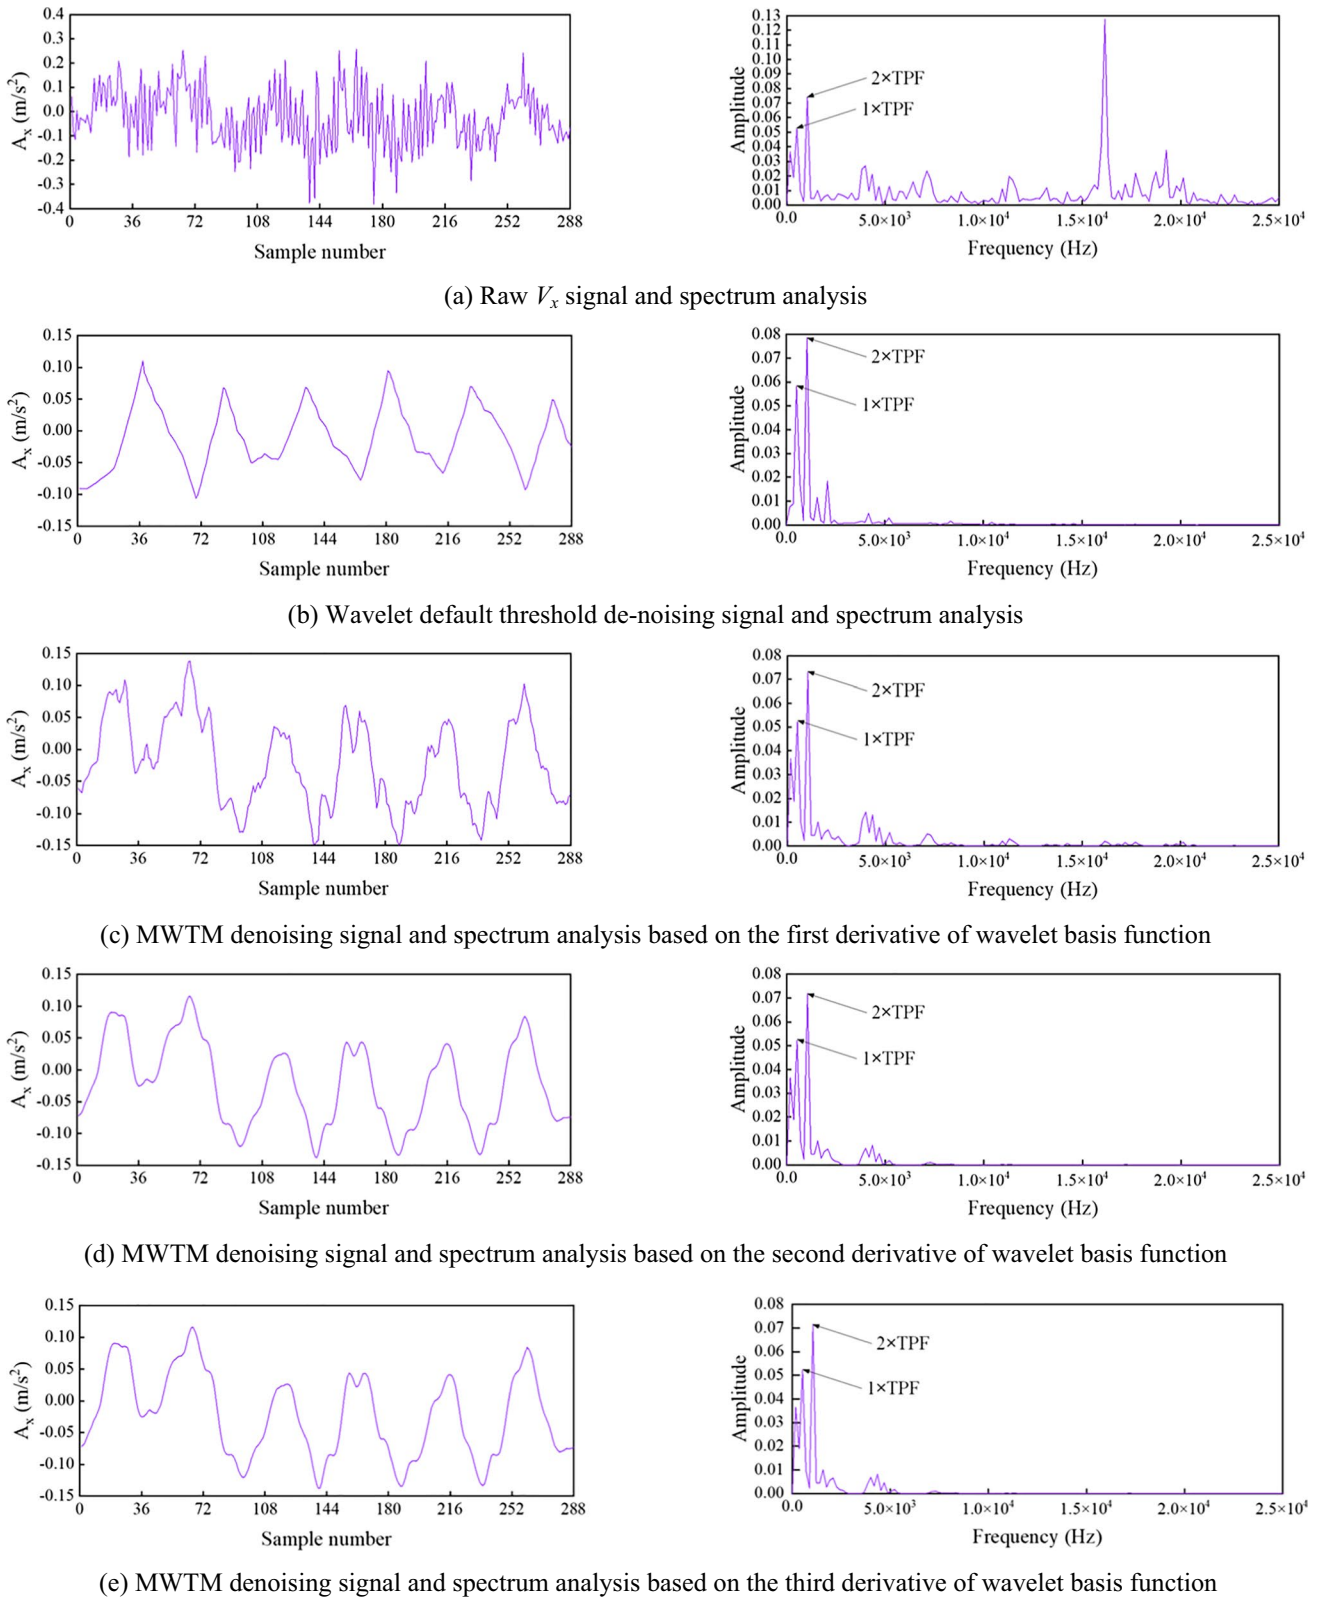 0.4
0.3
0.2
0.1
0.0
-0.1
-0.2
-0.3
-0.4
Aₓ (m/s²)
0 36 72 108 144 180 216 252 288
Sample number
0.13
0.12
0.11
0.10
0.09
0.08
0.07
0.06
0.05
0.04
0.03
0.02
0.01
0.00
Amplitude
2×TPF
1×TPF
0.0 5.0×10³ 1.0×10⁴ 1.5×10⁴ 2.0×10⁴ 2.5×10⁴
Frequency (Hz)
(a) Raw Vₓ signal and spectrum analysis
0.15
0.10
0.05
0.00
-0.05
-0.10
-0.15
Aₓ (m/s²)
0 36 72 108 144 180 216 252 288
Sample number
0.08
0.07
0.06
0.05
0.04
0.03
0.02
0.01
0.00
Amplitude
2×TPF
1×TPF
0.0 5.0×10³ 1.0×10⁴ 1.5×10⁴ 2.0×10⁴ 2.5×10⁴
Frequency (Hz)
(b) Wavelet default threshold de-noising signal and spectrum analysis
0.15
0.10
0.05
0.00
-0.05
-0.10
-0.15
Aₓ (m/s²)
0 36 72 108 144 180 216 252 288
Sample number
0.08
0.07
0.06
0.05
0.04
0.03
0.02
0.01
0.00
Amplitude
2×TPF
1×TPF
0.0 5.0×10³ 1.0×10⁴ 1.5×10⁴ 2.0×10⁴ 2.5×10⁴
Frequency (Hz)
(c) MWTM denoising signal and spectrum analysis based on the first derivative of wavelet basis function
0.15
0.10
0.05
0.00
-0.05
-0.10
-0.15
Aₓ (m/s²)
0 36 72 108 144 180 216 252 288
Sample number
0.08
0.07
0.06
0.05
0.04
0.03
0.02
0.01
0.00
Amplitude
2×TPF
1×TPF
0.0 5.0×10³ 1.0×10⁴ 1.5×10⁴ 2.0×10⁴ 2.5×10⁴
Frequency (Hz)
(d) MWTM denoising signal and spectrum analysis based on the second derivative of wavelet basis function
0.15
0.10
0.05
0.00
-0.05
-0.10
-0.15
Aₓ (m/s²)
0 36 72 108 144 180 216 252 288
Sample number
0.08
0.07
0.06
0.05
0.04
0.03
0.02
0.01
0.00
Amplitude
2×TPF
1×TPF
0.0 5.0×10³ 1.0×10⁴ 1.5×10⁴ 2.0×10⁴ 2.5×10⁴
Frequency (Hz)
(e) MWTM denoising signal and spectrum analysis based on the third derivative of wavelet basis function